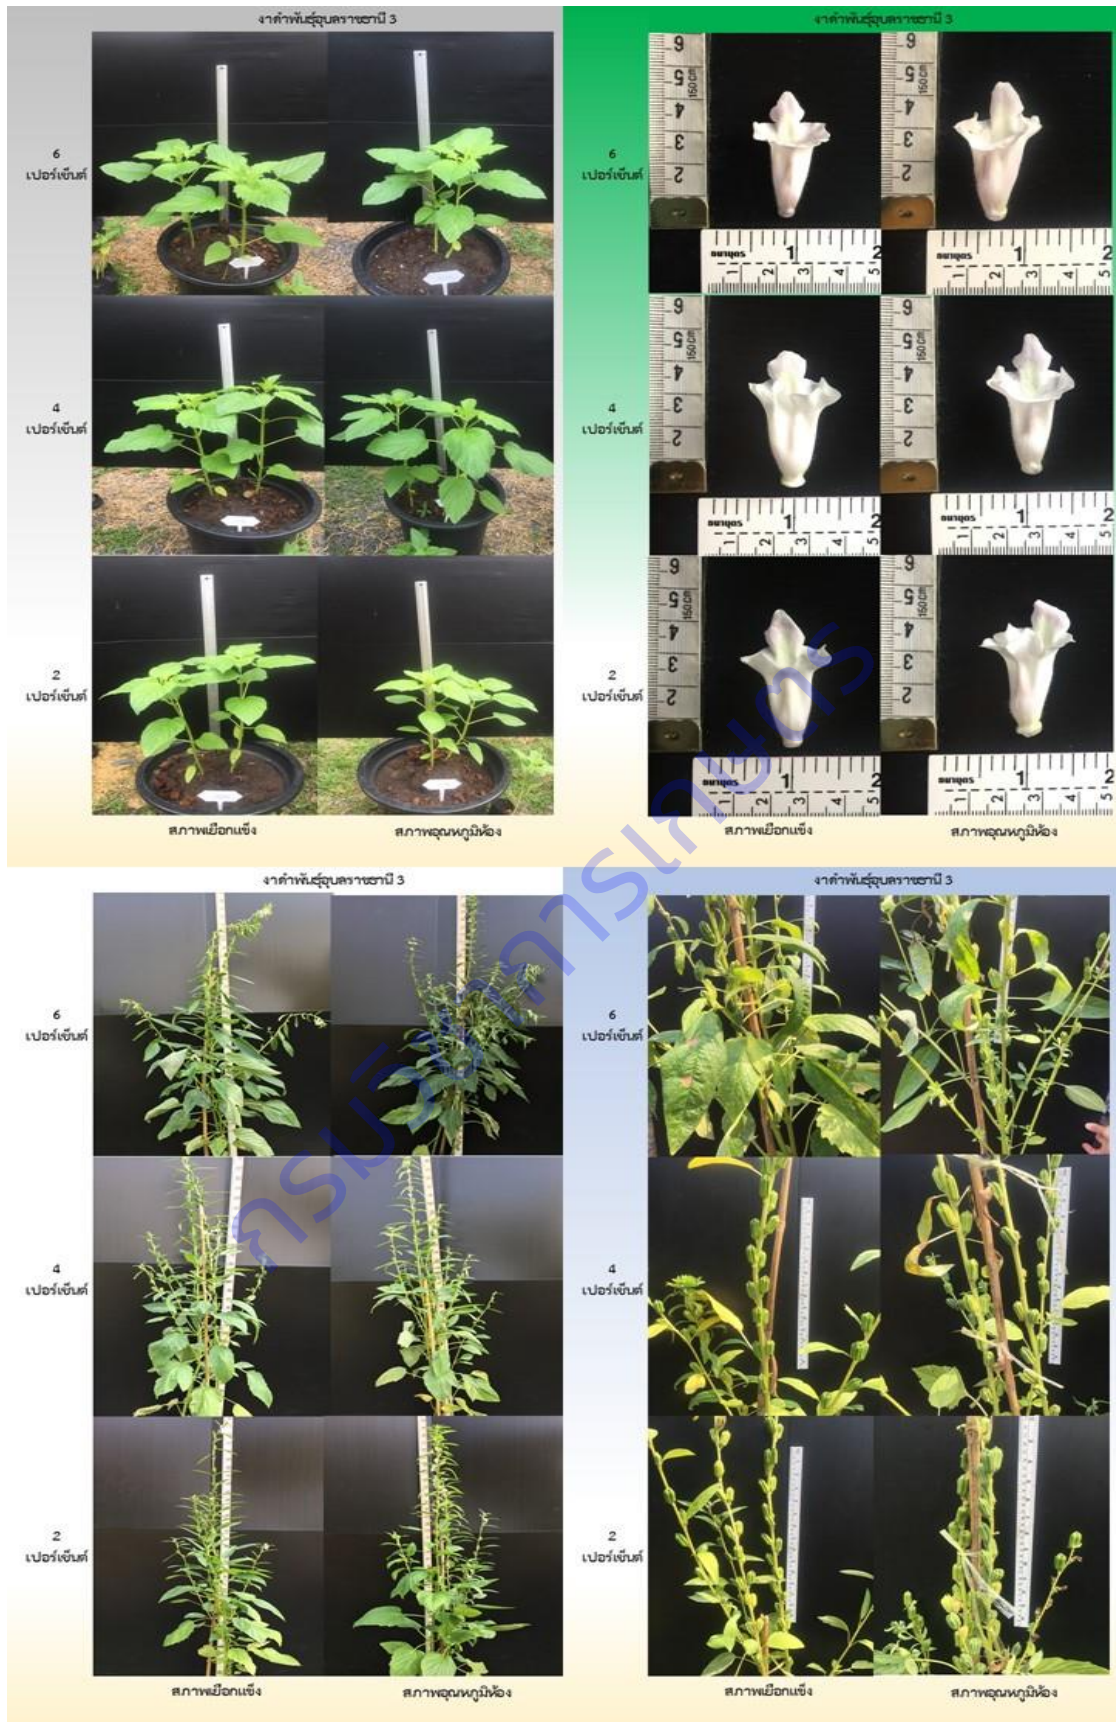 งาดำพันธุ์อุบลราชธานี 3
6
เปอร์เซ็นต์
4
เปอร์เซ็นต์
2
เปอร์เซ็นต์
สภาพเยือกแข็ง
สภาพอุณหภูมิห้อง
งาดำพันธุ์อุบลราชธานี 3
6
เปอร์เซ็นต์
4
เปอร์เซ็นต์
2
เปอร์เซ็นต์
สภาพเยือกแข็ง
สภาพอุณหภูมิห้อง
งาดำพันธุ์อุบลราชธานี 3
6
เปอร์เซ็นต์
4
เปอร์เซ็นต์
2
เปอร์เซ็นต์
สภาพเยือกแข็ง
สภาพอุณหภูมิห้อง
งาดำพันธุ์อุบลราชธานี 3
6
เปอร์เซ็นต์
4
เปอร์เซ็นต์
2
เปอร์เซ็นต์
สภาพเยือกแข็ง
สภาพอุณหภูมิห้อง
กรมวิชาการเกษตร